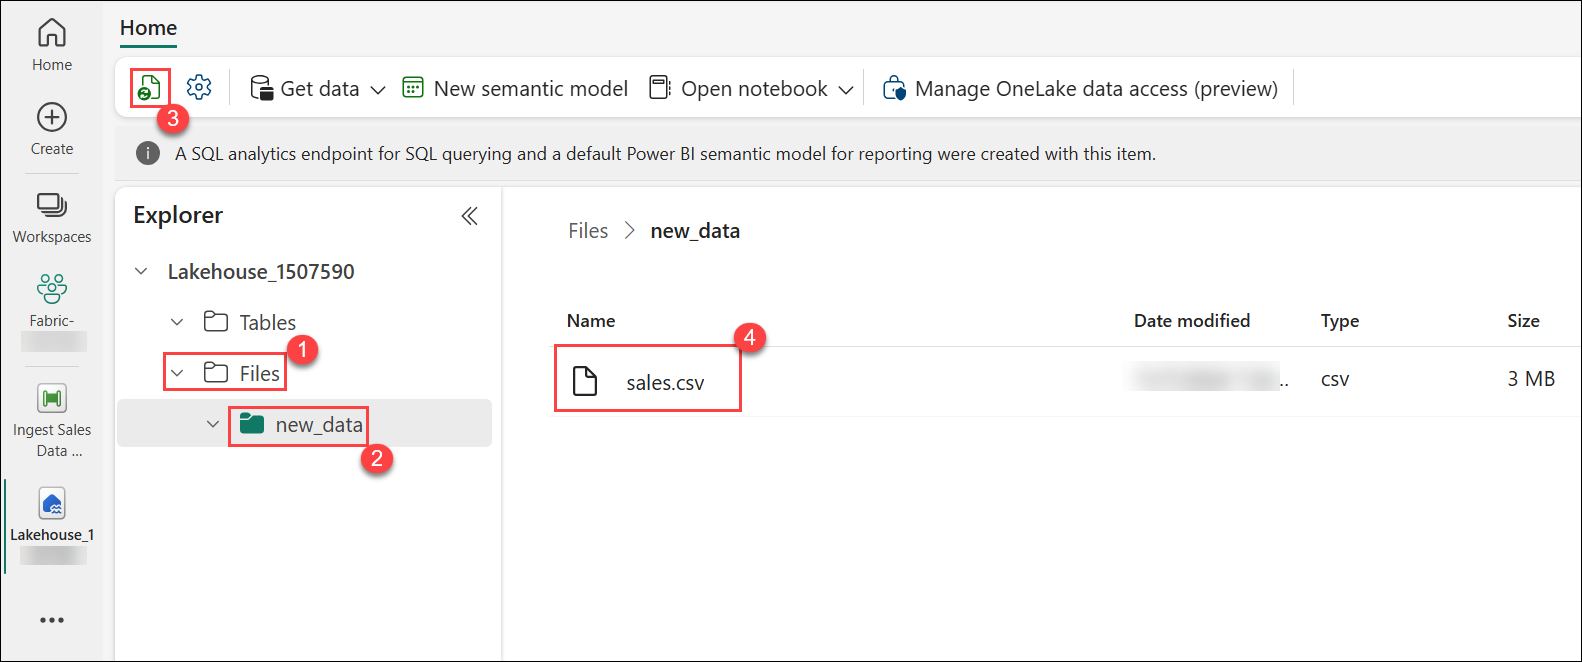 Home
Home
Create
Workspaces
Fabric-
Ingest Sales
Data ...
Lakehouse_1
3
Get data
New semantic model
Open notebook
Manage OneLake data access (preview)
A SQL analytics endpoint for SQL querying and a default Power BI semantic model for reporting were created with this item.
Explorer
Lakehouse_1507590
Tables
Files
1
new_data
2
Files > new_data
Name Date modified Type Size
4
sales.csv .. csv 3 MB